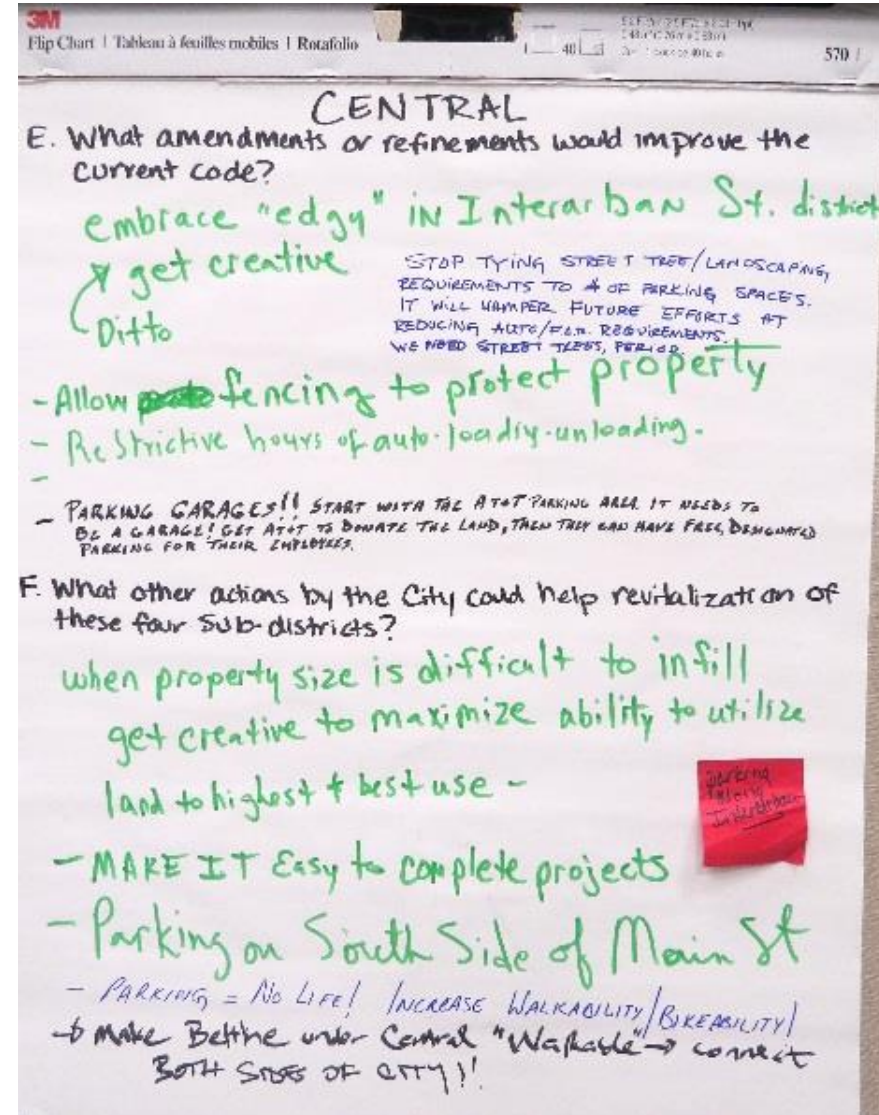 3M
Flip Chart | Tableau à feuilles mobiles | Rotafolio
40
570
CENTRAL
E. What amendments or refinements would improve the
current code?
embrace "edgy" in Interarban St. district
get creative
Ditto
STOP TYING STREET TREE/LANDSCAPING
REQUIREMENTS TO # OF PARKING SPACES.
IT WILL HAMPER FUTURE EFFORTS AT
REDUCING AUTO/ REQUIREMENTS.
WE NEED STREET TREES, PERIOD.
- Allow fencing to protect property
- Restrictive hours of auto-loadiy-unloading.
-
- PARKING GARAGES!! START WITH THE AT&T PARKING AREA. IT NEEDS TO
BE A GARAGE! GET AT&T TO DONATE THE LAND, THEN THEY CAN HAVE FREE, DESIGNATED
PARKING FOR THEIR EMPLOYEES.
F. What other actions by the City could help revitalization of
these four sub-districts?
when property size is difficult to infill
get creative to maximize ability to utilize
land to highest & best use -
parking
along
Interurban
- MAKE IT Easy to complete projects
- Parking on South Side of Main St
- PARKING = NO LIFE! INCREASE WALKABILITY/BIKEABILITY!
→ Make Beltline under Central "Walkable" → connect
BOTH SIDES OF CITY!!